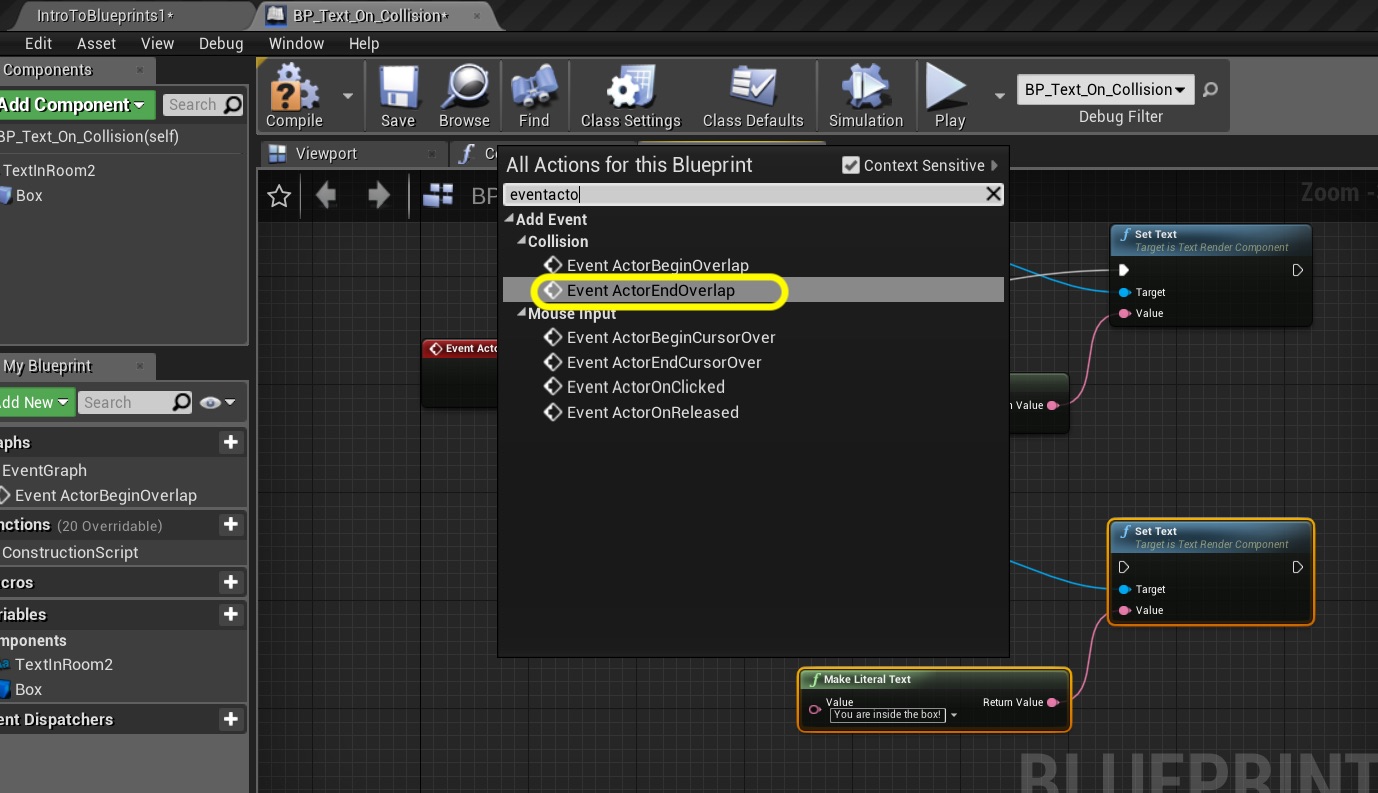 IntroToBlueprints1*
BP_Text_On_Collision*
Edit Asset View Debug Window Help
Components
Add Component
Search
BP_Text_On_Collision(self)
TextInRoom2
Box
Compile
Save
Browse
Find
Class Settings
Class Defaults
Simulation
Play
BP_Text_On_Collision
Debug Filter
Viewport
f Co
BP
Zoom -
All Actions for this Blueprint
Context Sensitive
eventacto
Add Event
Collision
Event ActorBeginOverlap
Event ActorEndOverlap
Mouse Input
Event ActorBeginCursorOver
Event ActorEndCursorOver
Event ActorOnClicked
Event ActorOnReleased
Event Acto
f Set Text
Target is Text Render Component
Target
Value
n Value
f Set Text
Target is Text Render Component
Target
Value
f Make Literal Text
Value
You are inside the box!
Return Value
BLUEPRINT
My Blueprint
dd New
Search
aphs
EventGraph
Event ActorBeginOverlap
nctions (20 Overridable)
ConstructionScript
cros
riables
mponents
TextInRoom2
Box
ent Dispatchers